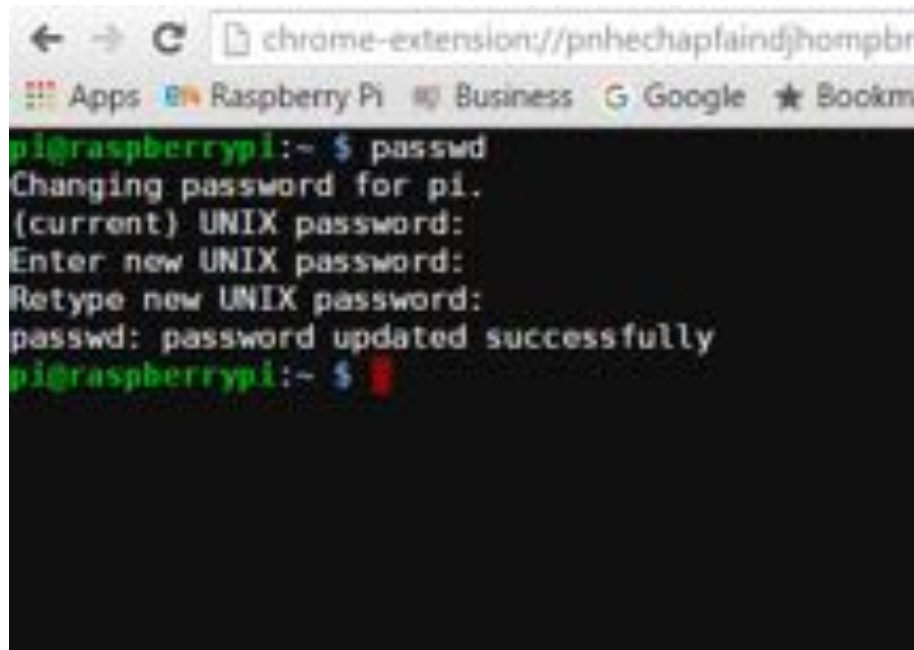 chrome-extension://pnhechapfaindjhompbr
Apps Raspberry Pi Business Google Bookm
pi@raspberrypi:~ $ passwd
Changing password for pi.
(current) UNIX password:
Enter new UNIX password:
Retype new UNIX password:
passwd: password updated successfully
pi@raspberrypi:~ $